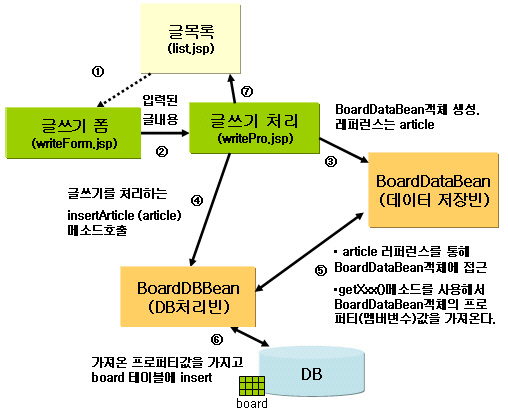 글목록
(list.jsp)
①
입력된
글내용
⑦
글쓰기 폼
(writeForm.jsp)
②
글쓰기 처리
(writePro.jsp)
BoardDataBean객체 생성.
레퍼런스는 article
③
글쓰기를 처리하는
insertArticle (article)
메소드호출
④
BoardDataBean
(데이터 저장빈)
• article 러퍼런스를 통해
BoardDataBean객체에 접근
⑤
•getXxx()메소드를 사용해서
BoardDataBean객체의 프로
퍼티(멤버변수)값을 가져온다.
BoardDBBean
(DB처리빈)
⑥
가져온 프로퍼티값을 가지고
board 테이블에 insert
DB
board